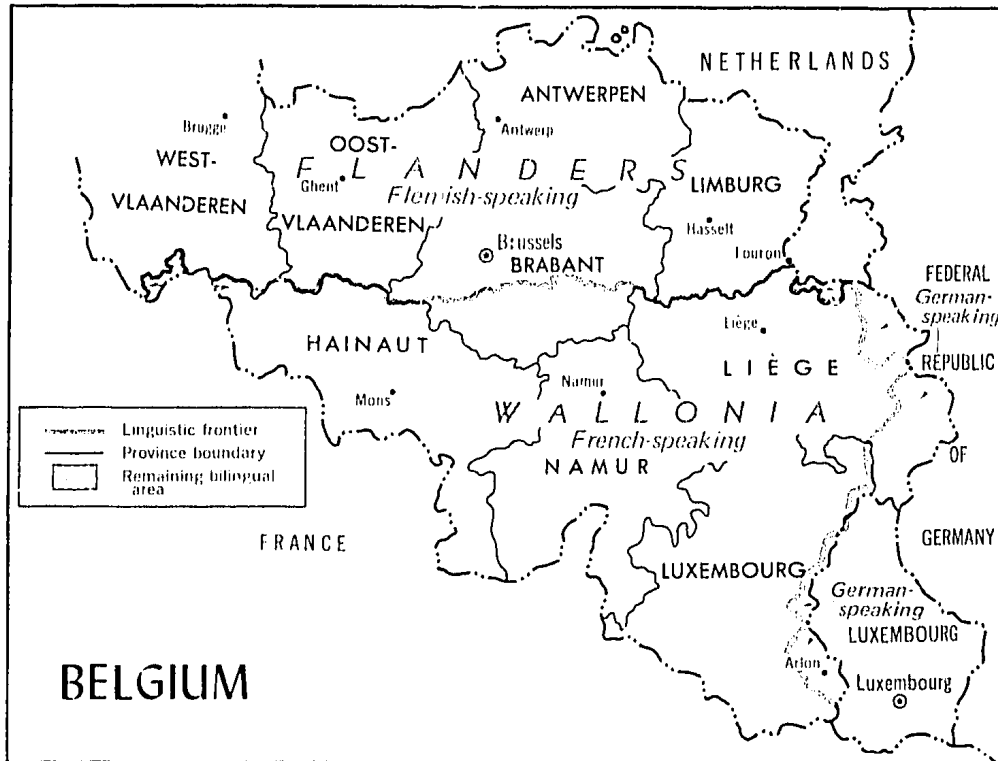 NETHERLANDS
ANTWERPEN
Brugge
Antwerp
OOST-
WEST-
FLANDERS
Ghent
LIMBURG
Flemish-speaking
VLAANDEREN
VLAANDEREN
Hasselt
Brussels
Louron
BRABANT
FEDERAL
German-
speaking
Liège
HAINAUT
LIÈGE
REPUBLIC
Namur
Mons
WALLONIA
Linguistic frontier
French-speaking
Province boundary
NAMUR
OF
Remaining bilingual
area
FRANCE
GERMANY
LUXEMBOURG
German-
speaking
LUXEMBOURG
Arlon
BELGIUM
Luxembourg